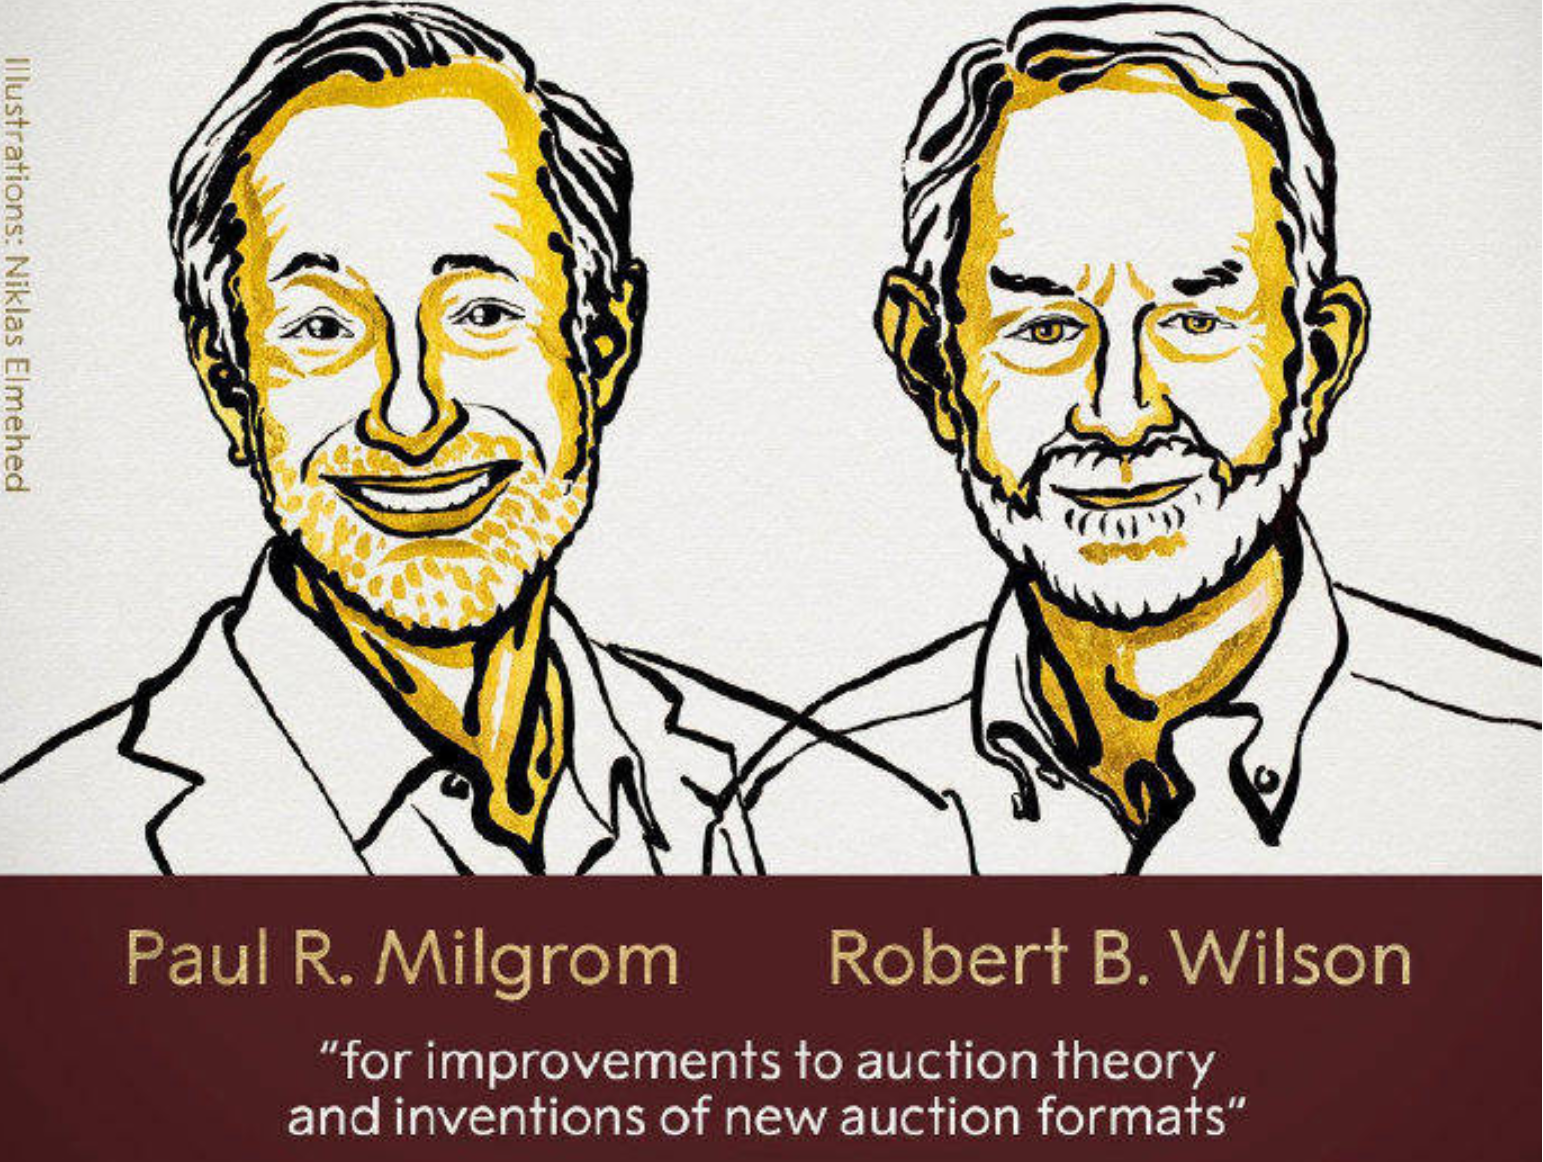 Illustrations: Niklas Elmehed
Paul R. Milgrom
Robert B. Wilson
“for improvements to auction theory
and inventions of new auction formats”